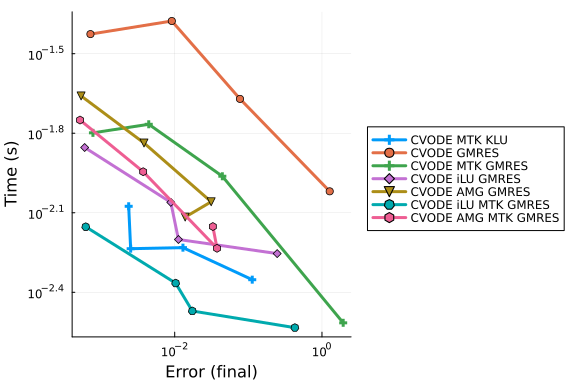 10^-1.5
10^-1.8
10^-2.1
10^-2.4
Time (s)
10^-2
10^0
Error (final)
CVODE MTK KLU
CVODE GMRES
CVODE MTK GMRES
CVODE iLU GMRES
CVODE AMG GMRES
CVODE iLU MTK GMRES
CVODE AMG MTK GMRES